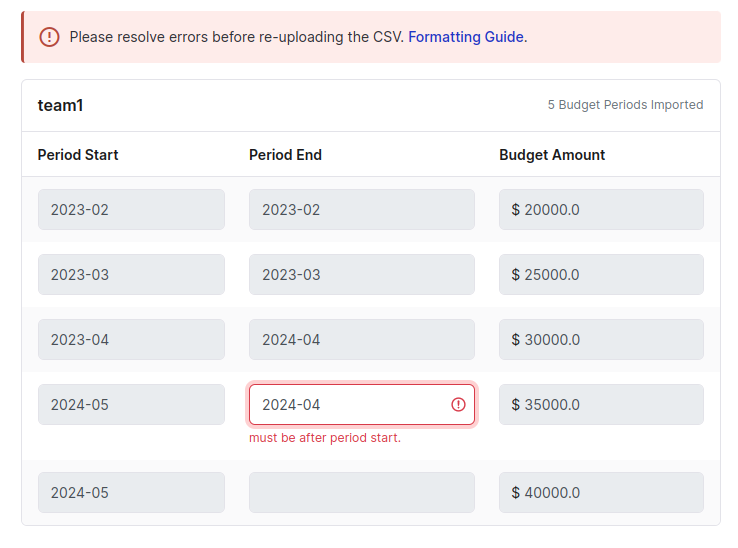 Please resolve errors before re-uploading the CSV. Formatting Guide.
team1 5 Budget Periods Imported
Period Start Period End Budget Amount
2023-02 2023-02 $ 20000.0
2023-03 2023-03 $ 25000.0
2023-04 2024-04 $ 30000.0
2024-05 2024-04 $ 35000.0
must be after period start.
2024-05 $ 40000.0